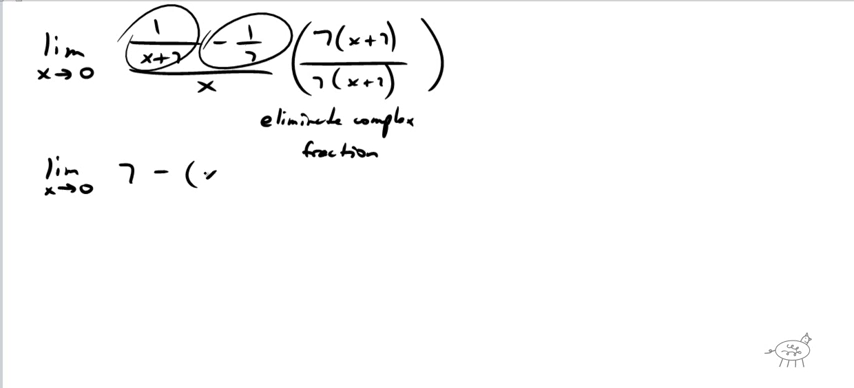 lim x→0 (1/(x+7) - 1/7)/x (7(x+7)/7(x+7))
eliminate complex
fraction
lim x→0 7 - (